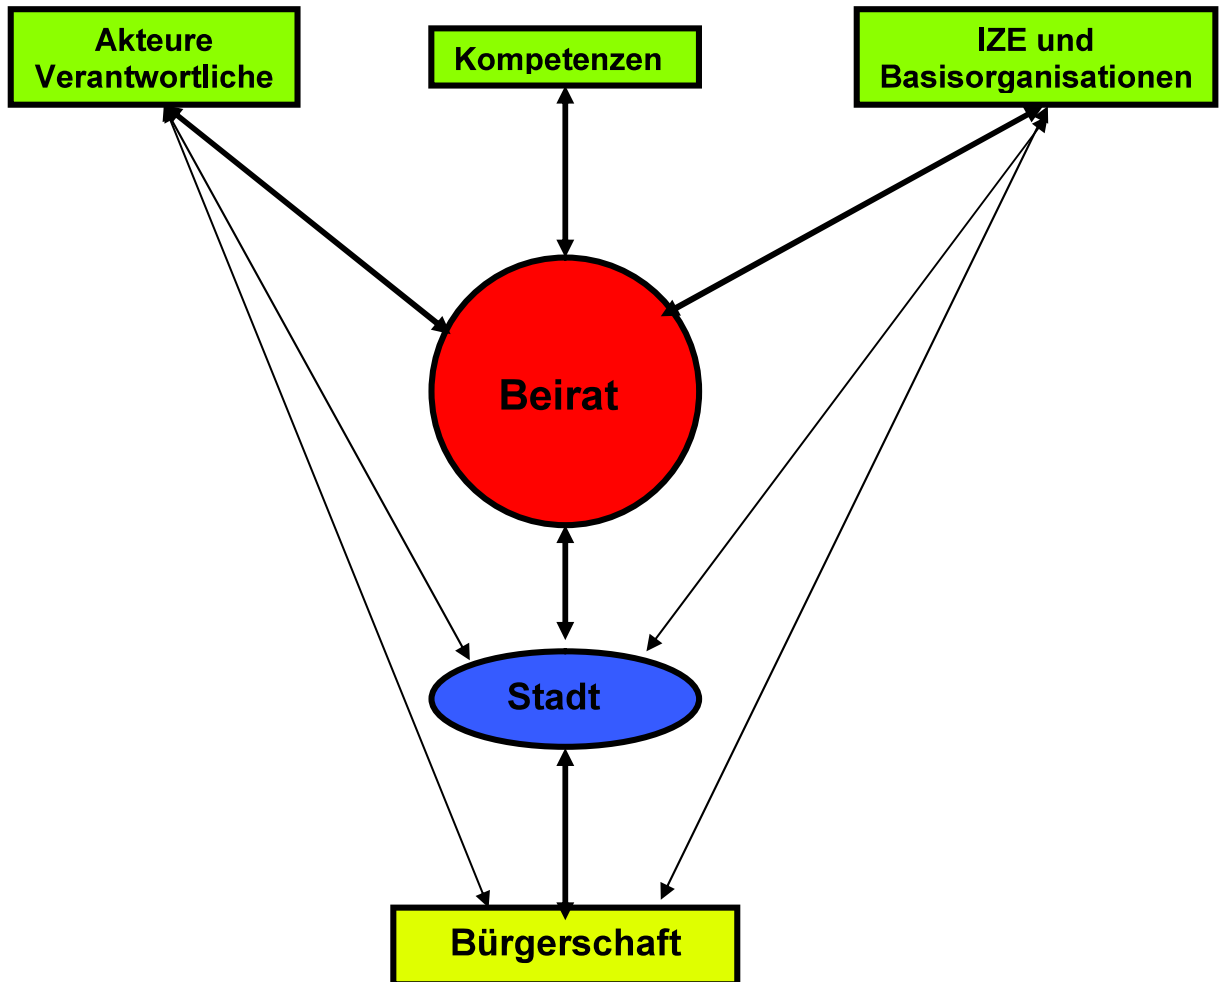 Akteure
Verantwortliche
Kompetenzen
IZE und
Basisorganisationen
Beirat
Stadt
Bürgerschaft